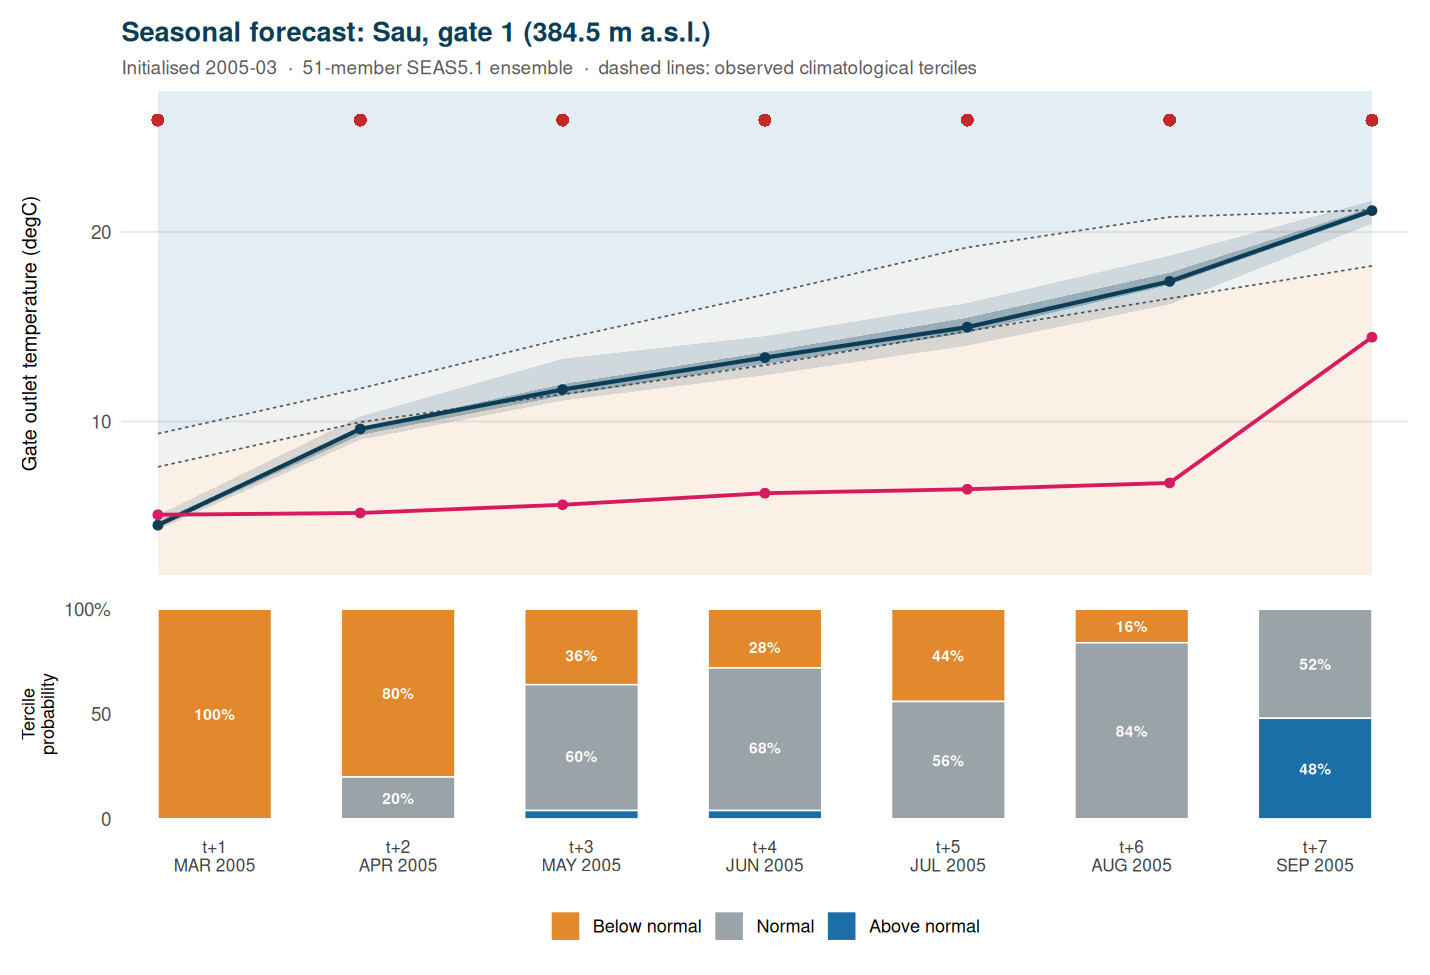 Seasonal forecast: Sau, gate 1 (384.5 m a.s.l.)
Initialised 2005-03 · 51-member SEAS5.1 ensemble · dashed lines: observed climatological terciles
Gate outlet temperature (degC)
20
10
Tercile
probability
100%
50
0
100%
80%
20%
36%
60%
28%
68%
44%
56%
16%
84%
52%
48%
t+1
MAR 2005
t+2
APR 2005
t+3
MAY 2005
t+4
JUN 2005
t+5
JUL 2005
t+6
AUG 2005
t+7
SEP 2005
Below normal
Normal
Above normal